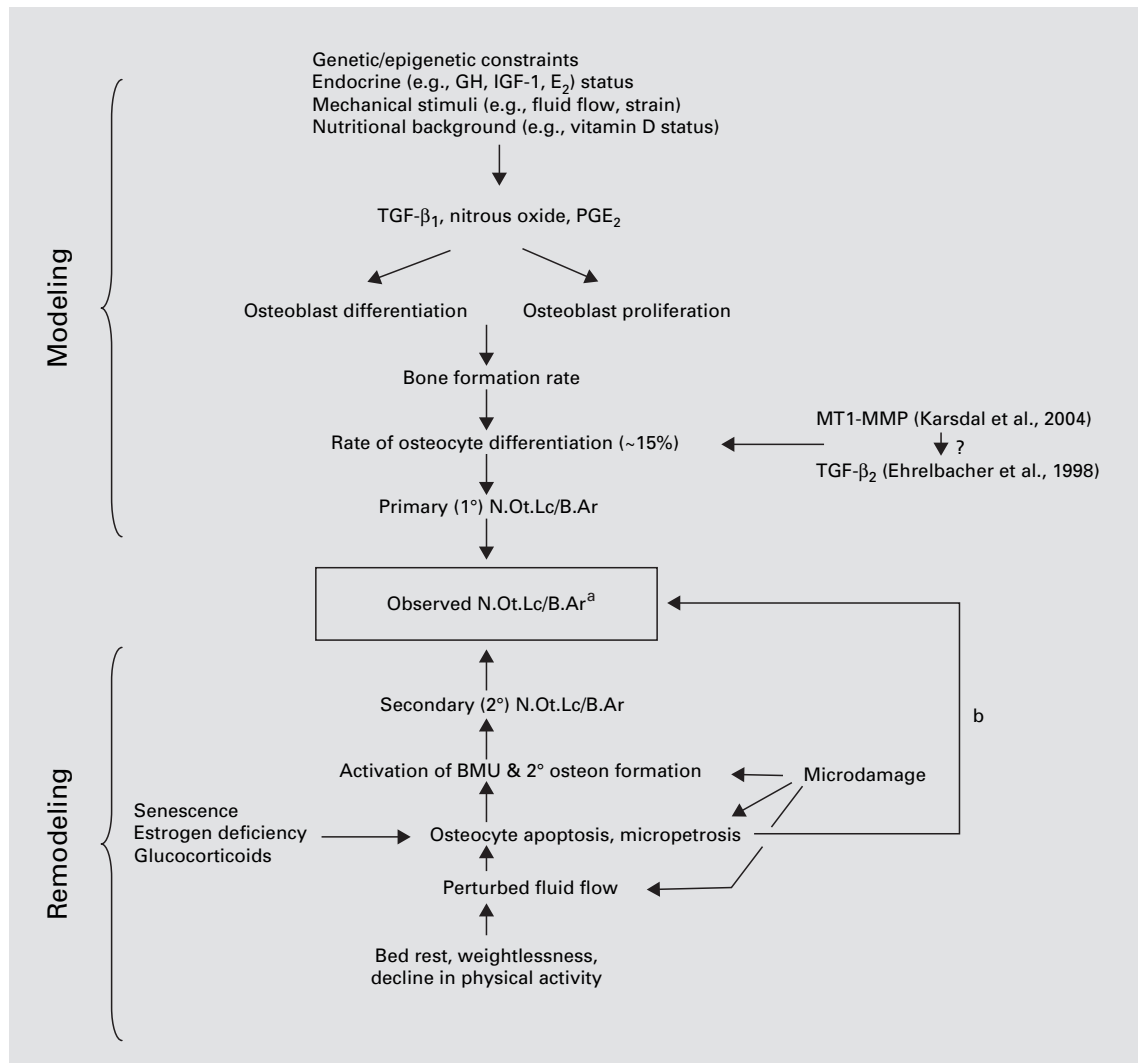 Genetic/epigenetic constraints
Endocrine (e.g., GH, IGF-1, E₂) status
Mechanical stimuli (e.g., fluid flow, strain)
Nutritional background (e.g., vitamin D status)
TGF-β₁, nitrous oxide, PGE₂
Modeling
Osteoblast differentiation
Osteoblast proliferation
Bone formation rate
MT1-MMP (Karsdal et al., 2004)
Rate of osteocyte differentiation (~15%)
?
TGF-β₂ (Ehrelbacher et al., 1998)
Primary (1°) N.Ot.Lc/B.Ar
Observed N.Ot.Lc/B.Arᵃ
Secondary (2°) N.Ot.Lc/B.Ar
b
Remodeling
Activation of BMU & 2° osteon formation
Microdamage
Senescence
Estrogen deficiency
Glucocorticoids
Osteocyte apoptosis, micropetrosis
Perturbed fluid flow
Bed rest, weightlessness,
decline in physical activity